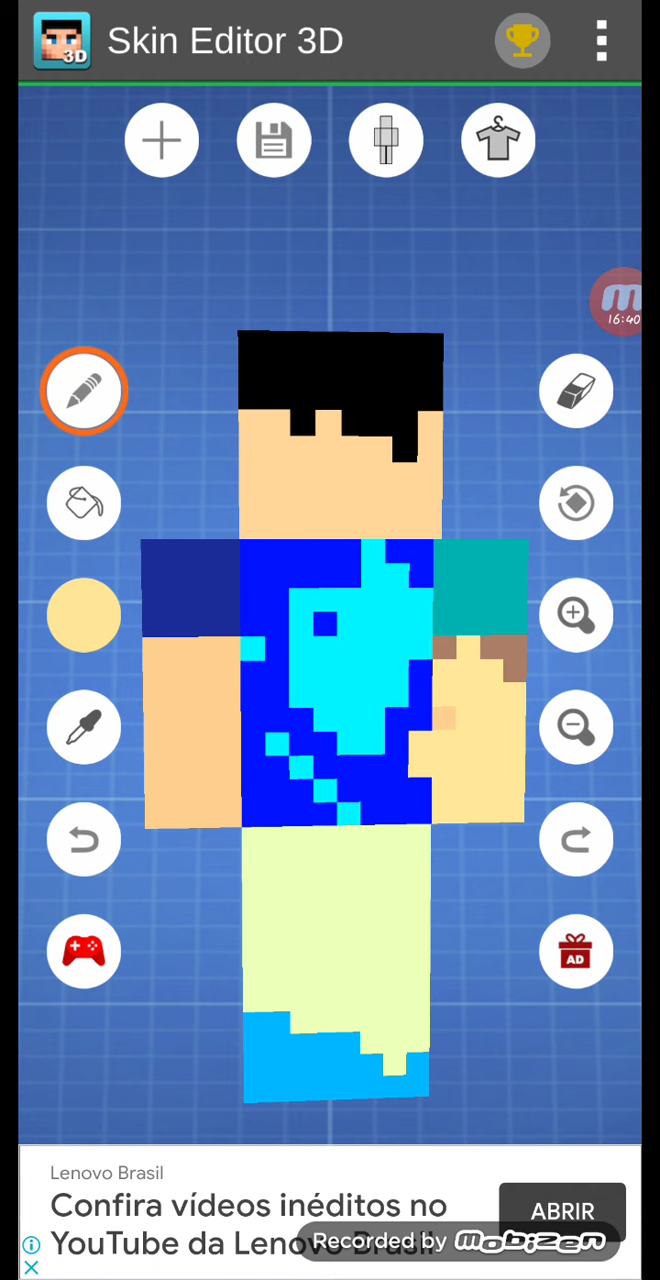 3D
Skin Editor 3D
16:40
AD
Lenovo Brasil
Confira vídeos inéditos no
YouTube da Lenovo Brasil
ABRIR
Recorded by mobizen